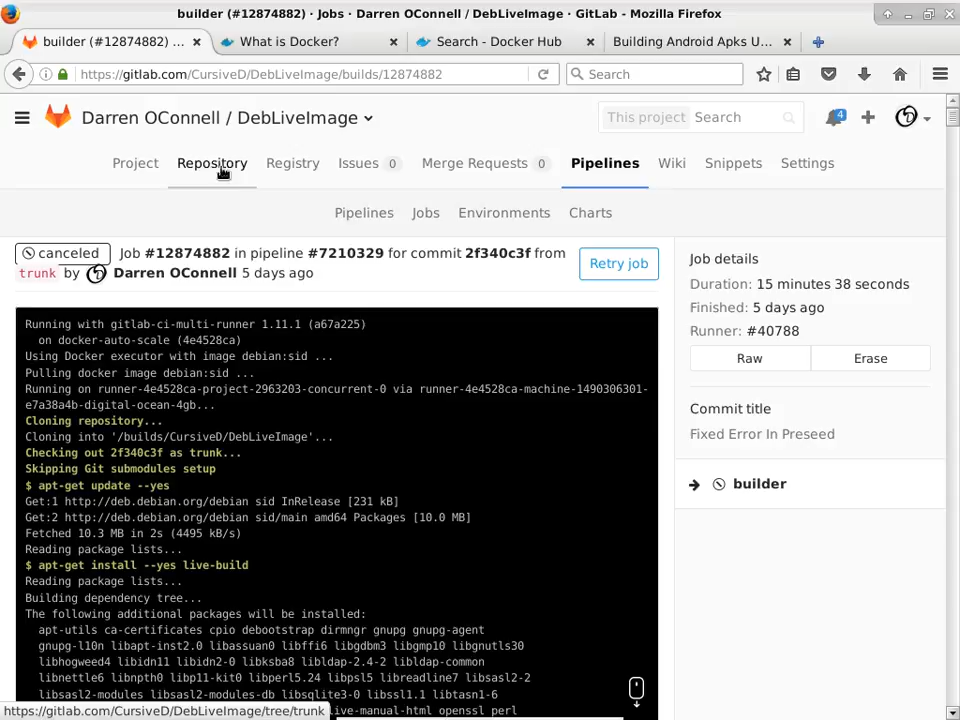 builder (#12874882) · Jobs · Darren OConnell / DebLiveImage · GitLab - Mozilla Firefox
builder (#12874882) ...
What is Docker?
Search - Docker Hub
Building Android Apks U...
https://gitlab.com/CursiveD/DebLiveImage/builds/12874882
Search
Darren OConnell / DebLiveImage
This project Search
4
Project
Repository
Registry
Issues 0
Merge Requests 0
Pipelines
Wiki
Snippets
Settings
Pipelines
Jobs
Environments
Charts
canceled Job #12874882 in pipeline #7210329 for commit 2f340c3f from
trunk by Darren OConnell 5 days ago
Retry job
Running with gitlab-ci-multi-runner 1.11.1 (a67a225)
on docker-auto-scale (4e4528ca)
Using Docker executor with image debian:sid ...
Pulling docker image debian:sid ...
Running on runner-4e4528ca-project-2963203-concurrent-0 via runner-4e4528ca-machine-1490306301-
e7a38a4b-digital-ocean-4gb...
Cloning repository...
Cloning into '/builds/CursiveD/DebLiveImage'...
Checking out 2f340c3f as trunk...
Skipping Git submodules setup
$ apt-get update --yes
Get:1 http://deb.debian.org/debian sid InRelease [231 kB]
Get:2 http://deb.debian.org/debian sid/main amd64 Packages [10.0 MB]
Fetched 10.3 MB in 2s (4495 kB/s)
Reading package lists...
$ apt-get install --yes live-build
Reading package lists...
Building dependency tree...
The following additional packages will be installed:
apt-utils ca-certificates cpio debootstrap dirmngr gnupg gnupg-agent
gnupg-l10n libapt-inst2.0 libassuan0 libffi6 libgdbm3 libgmp10 libgnutls30
libhogweed4 libidn11 libidn2-0 libksba8 libldap-2.4-2 libldap-common
libnettle6 libnpth0 libp11-kit0 libperl5.24 libpsl5 libreadline7 libsasl2-2
libsasl2-modules libsasl2-modules-db libsqlite3-0 libssl1.1 libtasn1-6
live-manual-html openssl perl
Job details
Duration: 15 minutes 38 seconds
Finished: 5 days ago
Runner: #40788
Raw
Erase
Commit title
Fixed Error In Preseed
builder
https://gitlab.com/CursiveD/DebLiveImage/tree/trunk